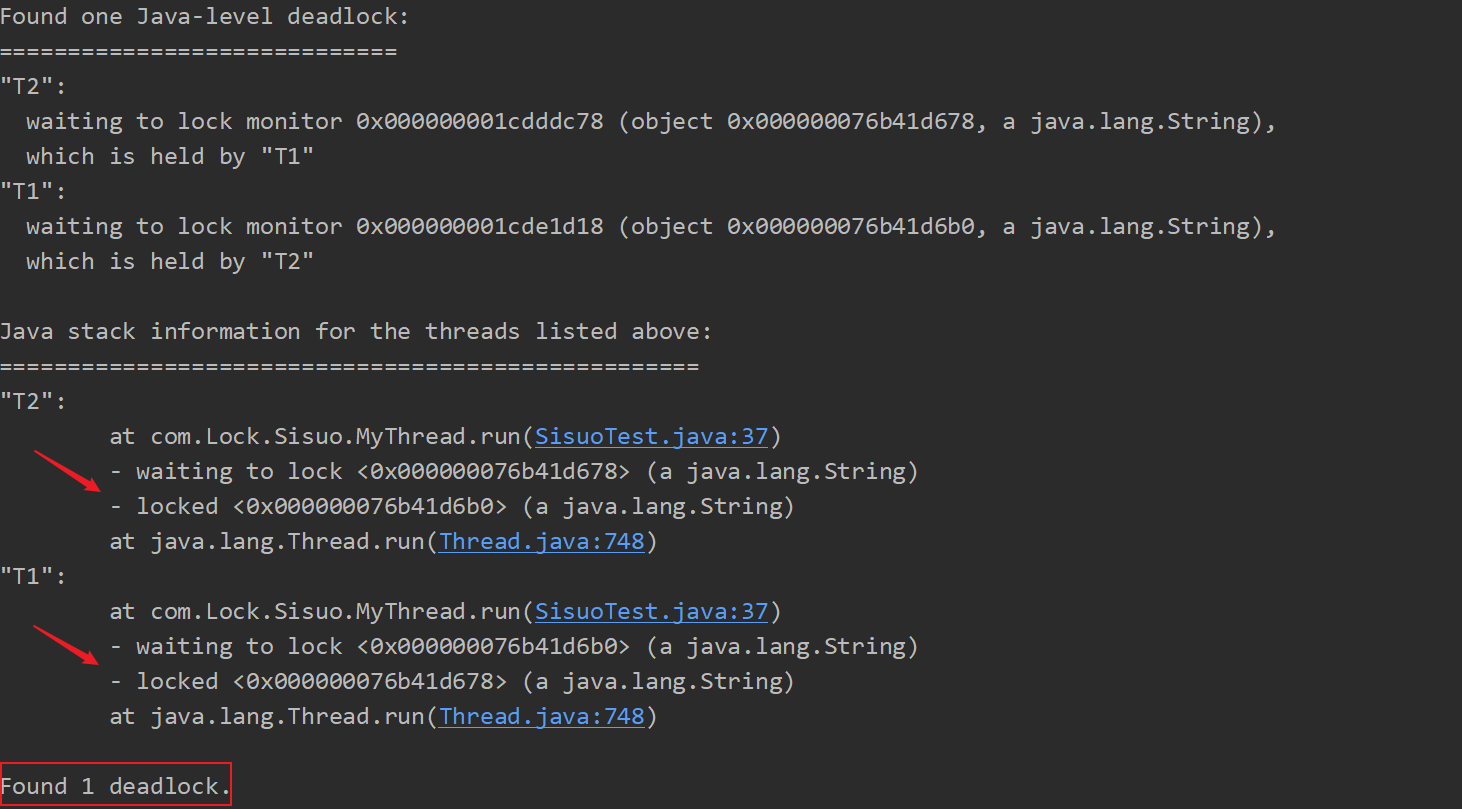 Found one Java-level deadlock:
=============================
"T2":
  waiting to lock monitor 0x000000001cdddc78 (object 0x000000076b41d678, a java.lang.String),
  which is held by "T1"
"T1":
  waiting to lock monitor 0x000000001cde1d18 (object 0x000000076b41d6b0, a java.lang.String),
  which is held by "T2"

Java stack information for the threads listed above:
===================================================
"T2":
        at com.Lock.Sisuo.MyThread.run(SisuoTest.java:37)
        - waiting to lock <0x000000076b41d678> (a java.lang.String)
        - locked <0x000000076b41d6b0> (a java.lang.String)
        at java.lang.Thread.run(Thread.java:748)
"T1":
        at com.Lock.Sisuo.MyThread.run(SisuoTest.java:37)
        - waiting to lock <0x000000076b41d6b0> (a java.lang.String)
        - locked <0x000000076b41d678> (a java.lang.String)
        at java.lang.Thread.run(Thread.java:748)

Found 1 deadlock.